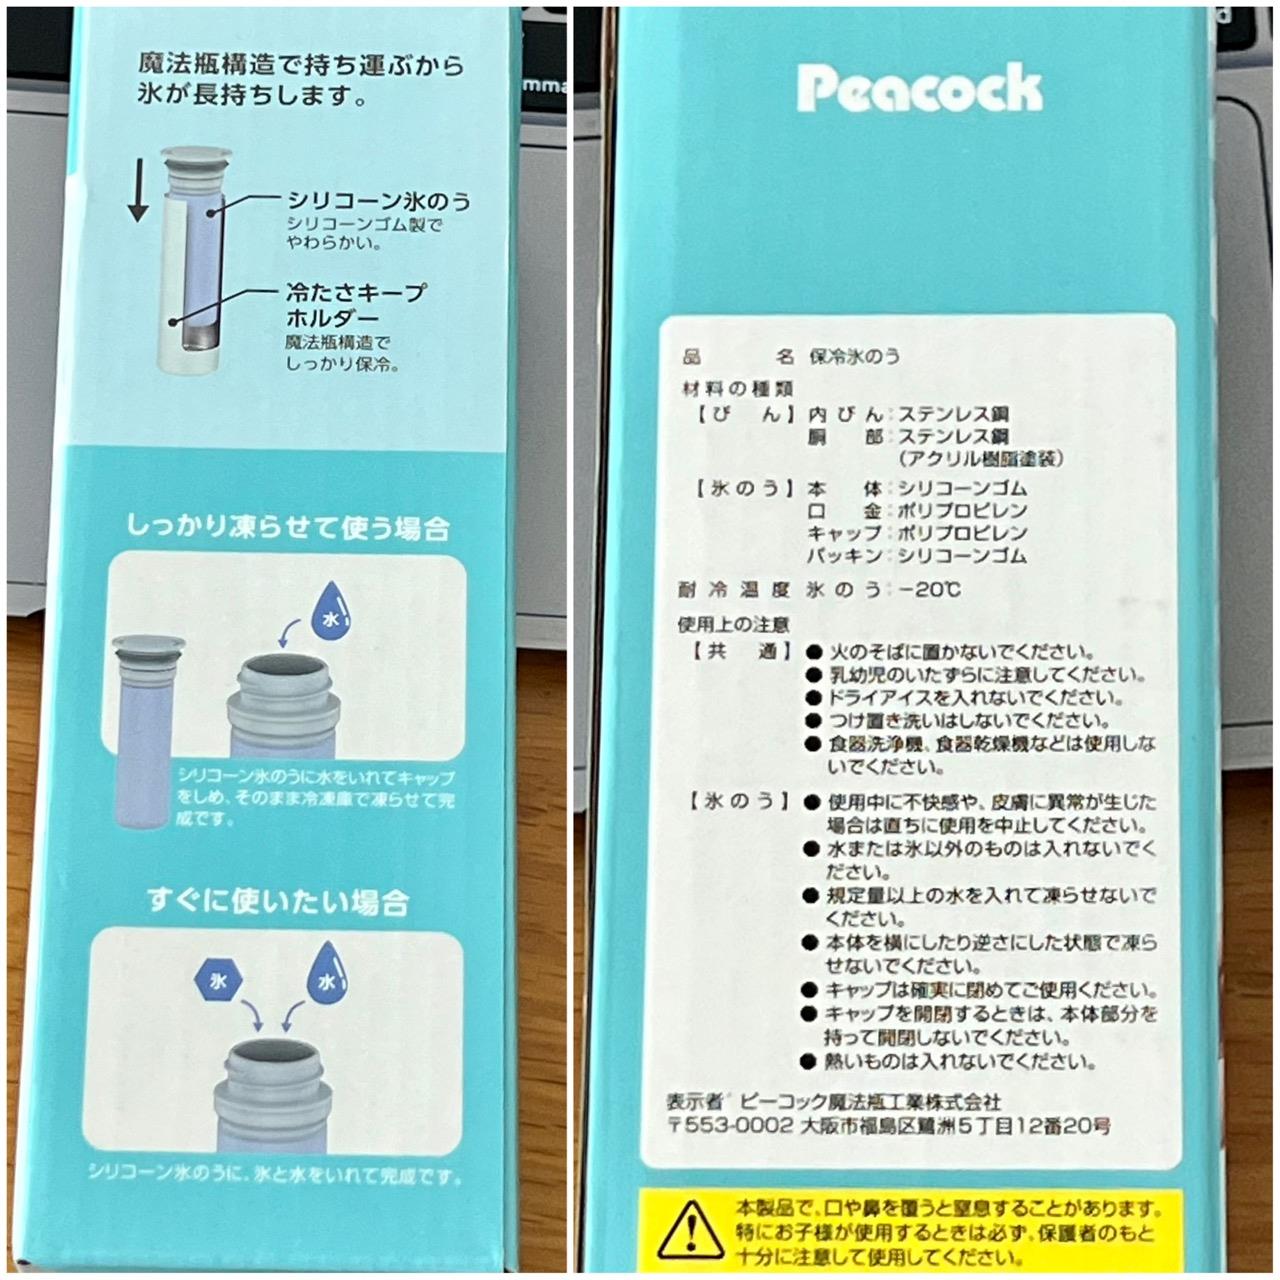 魔法瓶構造で持ち運ぶから
氷が長持ちします。
シリコーン氷のう
シリコーンゴム製で
やわらかい。
冷たさキープ
ホルダー
魔法瓶構造で
しっかり保冷。
しっかり凍らせて使う場合
水
シリコーン氷のうに水をいれてキャップ
をしめ、そのまま冷凍庫で凍らせて完
成です。
すぐに使いたい場合
氷 水
シリコーン氷のうに、氷と水をいれて完成です。
Peacock
品名 保冷氷のう
材料の種類
【びん】内びん:ステンレス鋼
胴部:ステンレス鋼
(アクリル樹脂塗装)
【氷のう】本体:シリコーンゴム
口金:ポリプロピレン
キャップ:ポリプロピレン
パッキン:シリコーンゴム
耐冷温度 氷のう:-20℃
使用上の注意
【共通】●火のそばに置かないでください。
●乳幼児のいたずらに注意してください。
●ドライアイスを入れないでください。
●つけ置き洗いはしないでください。
●食器洗浄機、食器乾燥機などは使用しな
いでください。
【氷のう】●使用中に不快感や、皮膚に異常が生じた
場合は直ちに使用を中止してください。
●水または氷以外のものは入れないでく
ださい。
●規定量以上の水を入れて凍らせないで
ください。
●本体を横にしたり逆さにした状態で凍ら
せないでください。
●キャップは確実に閉めてご使用ください。
●キャップを開閉するときは、本体部分を
持って開閉しないでください。
●熱いものは入れないでください。
表示者 ピーコック魔法瓶工業株式会社
〒553-0002 大阪市福島区鷺洲5丁目12番20号
本製品で、口や鼻を覆うと窒息することがあります。
特にお子様が使用するときは必ず、保護者のもと
十分に注意して使用してください。